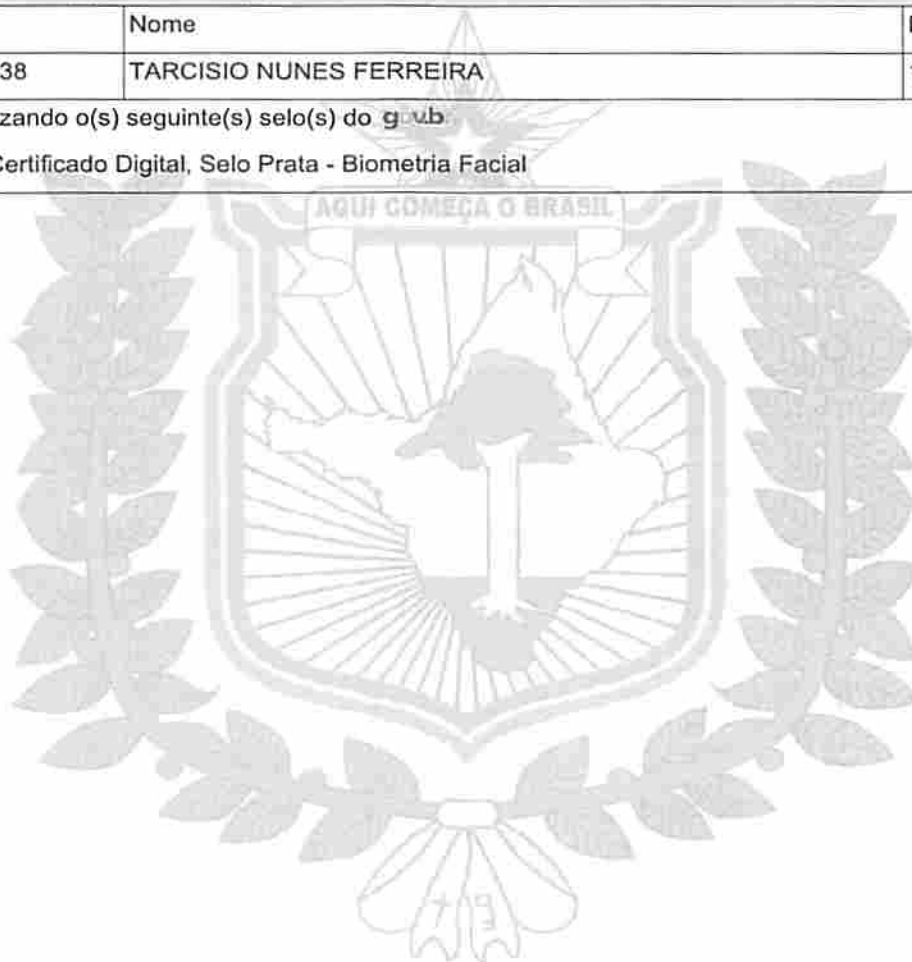 Nome
38 TARCISIO NUNES FERREIRA
zando o(s) seguinte(s) selo(s) do
Certificado Digital, Selo Prata - Biometria Facial
AQUI COMEÇA O BRASIL